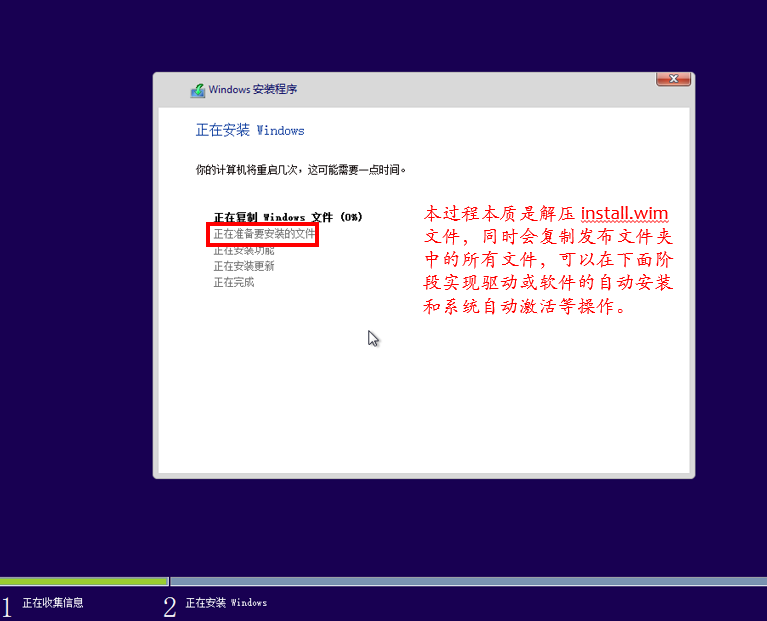 Windows 安装程序
正在安装 Windows
你的计算机将重启几次，这可能需要一点时间。
正在复制 Windows 文件 (0%)
正在准备要安装的文件
正在安装功能
正在安装更新
正在完成
本过程本质是解压 install.wim
文件，同时会复制发布文件夹
中的所有文件，可以在下面阶
段实现驱动或软件的自动安装
和系统自动激活等操作。
1 正在收集信息
2 正在安装 Windows